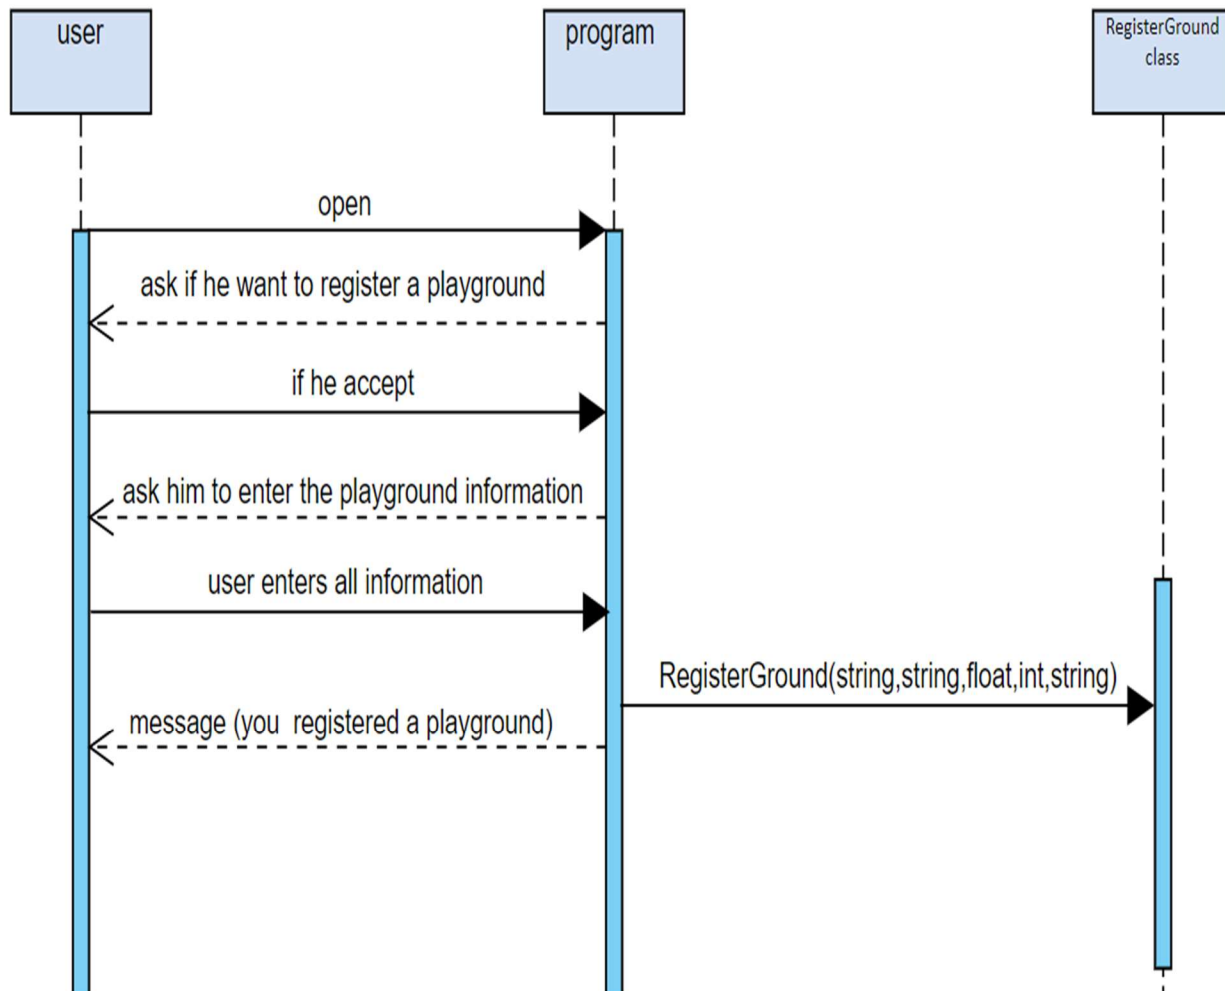 user
program
RegisterGround
class
open
ask if he want to register a playground
if he accept
ask him to enter the playground information
user enters all information
RegisterGround(string,string,float,int,string)
message (you  registered a playground)